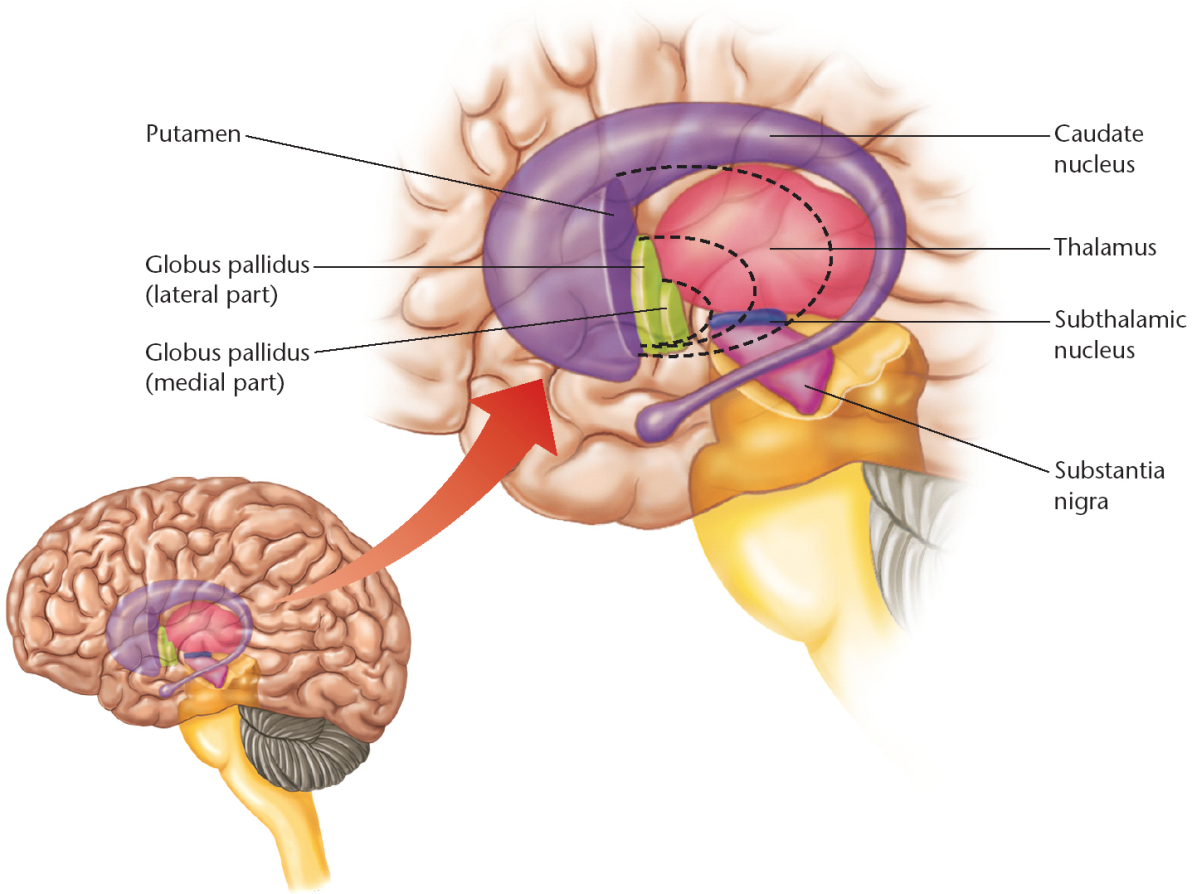 Putamen
Globus pallidus
(lateral part)
Globus pallidus
(medial part)
Caudate
nucleus
Thalamus
Subthalamic
nucleus
Substantia
nigra